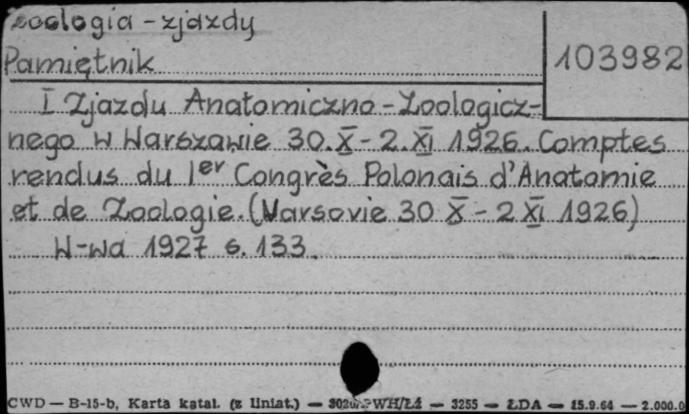 zoologia - zjazdy
103982
Pamiętnik
I Zjazdu Anatomiczno-Zoologicz-
nego w Warszawie 30.X - 2.XI 1926. Comptes
rendus du 1er Congrès Polonais d'Anatomie
et de Zoologie. (Varsovie 30 X - 2 XI 1926)
W-wa 1927 s. 133.
CWD — B-15-b, Karta katal. (z liniat.) — WH/Ł4 — 3255 — ŁDA — 15.9.64 — 2.000.0